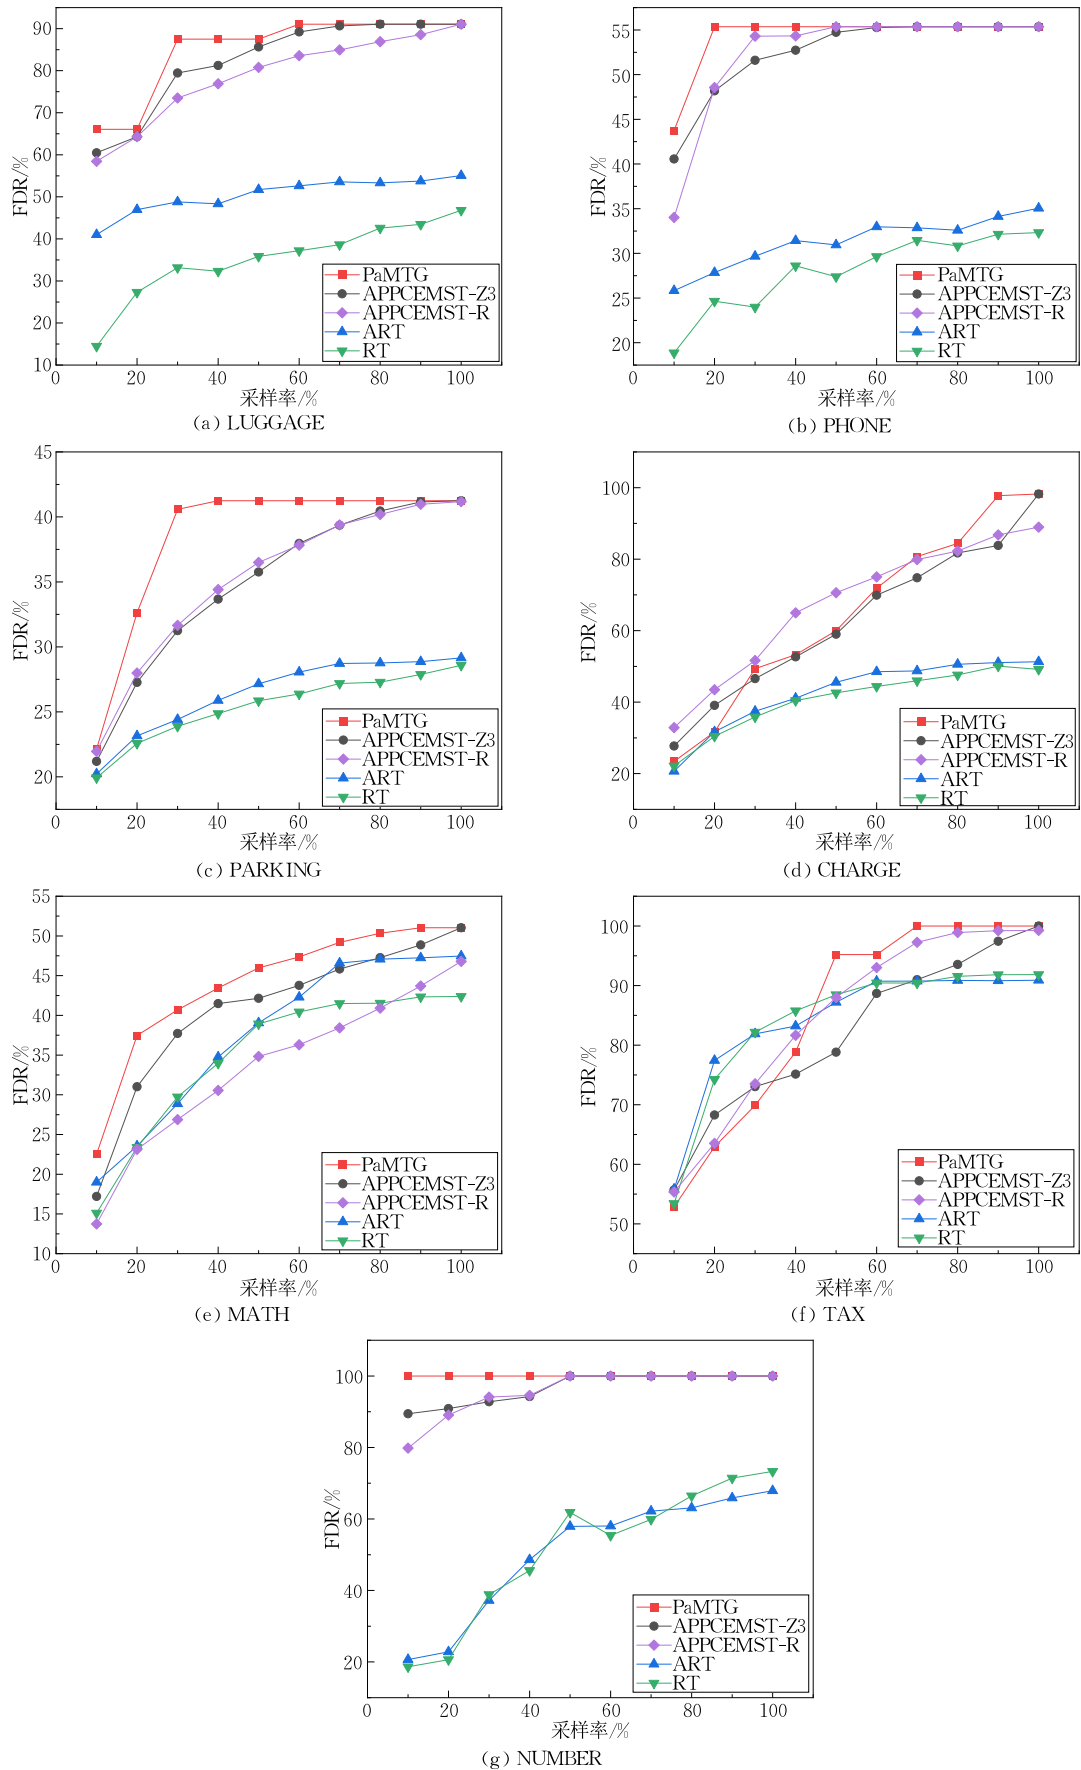 90
80
70
60
50
40
30
20
10
FDR/%
0 20 40 60 80 100
采样率/%
PaMTG
APPCEMST-Z3
APPCEMST-R
ART
RT
(a) LUGGAGE
55
50
45
40
35
30
25
20
FDR/%
0 20 40 60 80 100
采样率/%
PaMTG
APPCEMST-Z3
APPCEMST-R
ART
RT
(b) PHONE
45
40
35
30
25
20
FDR/%
0 20 40 60 80 100
采样率/%
PaMTG
APPCEMST-Z3
APPCEMST-R
ART
RT
(c) PARKING
100
80
60
40
20
FDR/%
0 20 40 60 80 100
采样率/%
PaMTG
APPCEMST-Z3
APPCEMST-R
ART
RT
(d) CHARGE
55
50
45
40
35
30
25
20
15
10
FDR/%
0 20 40 60 80 100
采样率/%
PaMTG
APPCEMST-Z3
APPCEMST-R
ART
RT
(e) MATH
100
90
80
70
60
50
FDR/%
0 20 40 60 80 100
采样率/%
PaMTG
APPCEMST-Z3
APPCEMST-R
ART
RT
(f) TAX
100
80
60
40
20
FDR/%
0 20 40 60 80 100
采样率/%
PaMTG
APPCEMST-Z3
APPCEMST-R
ART
RT
(g) NUMBER